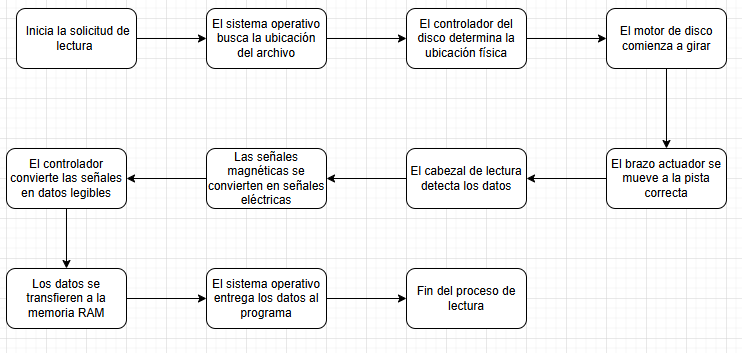 Inicia la solicitud de
lectura
El sistema operativo
busca la ubicación
del archivo
El controlador del
disco determina la
ubicación física
El motor de disco
comienza a girar
El brazo actuador se
mueve a la pista
correcta
El cabezal de lectura
detecta los datos
Las señales
magnéticas se
convierten en señales
eléctricas
El controlador
convierte las señales
en datos legibles
Los datos se
transfieren a la
memoria RAM
El sistema operativo
entrega los datos al
programa
Fin del proceso de
lectura